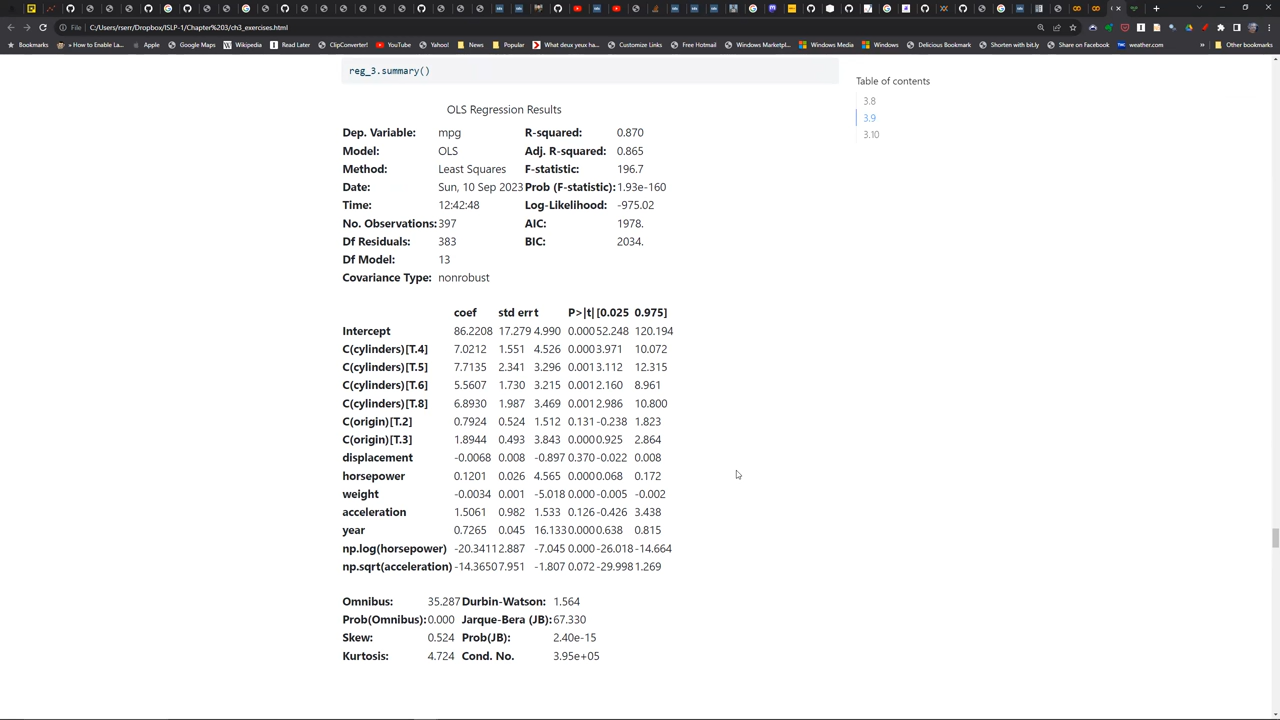 File
C:/Users/rserr/Dropbox/ISLP-1/Chapter%203/ch3_exercises.html
Bookmarks
How to Enable La...
Apple
Google Maps
Wikipedia
Read Later
ClipConverter!
YouTube
Yahoo!
News
Popular
What deux yeux ha...
Customize Links
Free Hotmail
Windows Marketpl...
Windows Media
Windows
Delicious Bookmark
Shorten with bit.ly
Share on Facebook
weather.com
Other bookmarks
reg_3.summary()
Table of contents
3.8
3.9
3.10
OLS Regression Results
Dep. Variable: mpg R-squared: 0.870
Model: OLS Adj. R-squared: 0.865
Method: Least Squares F-statistic: 196.7
Date: Sun, 10 Sep 2023 Prob (F-statistic): 1.93e-160
Time: 12:42:48 Log-Likelihood: -975.02
No. Observations: 397 AIC: 1978.
Df Residuals: 383 BIC: 2034.
Df Model: 13
Covariance Type: nonrobust
coef std err t P>|t| [0.025 0.975]
Intercept 86.2208 17.279 4.990 0.000 52.248 120.194
C(cylinders)[T.4] 7.0212 1.551 4.526 0.000 3.971 10.072
C(cylinders)[T.5] 7.7135 2.341 3.296 0.001 3.112 12.315
C(cylinders)[T.6] 5.5607 1.730 3.215 0.001 2.160 8.961
C(cylinders)[T.8] 6.8930 1.987 3.469 0.001 2.986 10.800
C(origin)[T.2] 0.7924 0.524 1.512 0.131 -0.238 1.823
C(origin)[T.3] 1.8944 0.493 3.843 0.000 0.925 2.864
displacement -0.0068 0.008 -0.897 0.370 -0.022 0.008
horsepower 0.1201 0.026 4.565 0.000 0.068 0.172
weight -0.0034 0.001 -5.018 0.000 -0.005 -0.002
acceleration 1.5061 0.982 1.533 0.126 -0.426 3.438
year 0.7265 0.045 16.133 0.000 0.638 0.815
np.log(horsepower) -20.3411 2.887 -7.045 0.000 -26.018 -14.664
np.sqrt(acceleration) -14.3650 7.951 -1.807 0.072 -29.998 1.269
Omnibus: 35.287 Durbin-Watson: 1.564
Prob(Omnibus): 0.000 Jarque-Bera (JB): 67.330
Skew: 0.524 Prob(JB): 2.40e-15
Kurtosis: 4.724 Cond. No. 3.95e+05